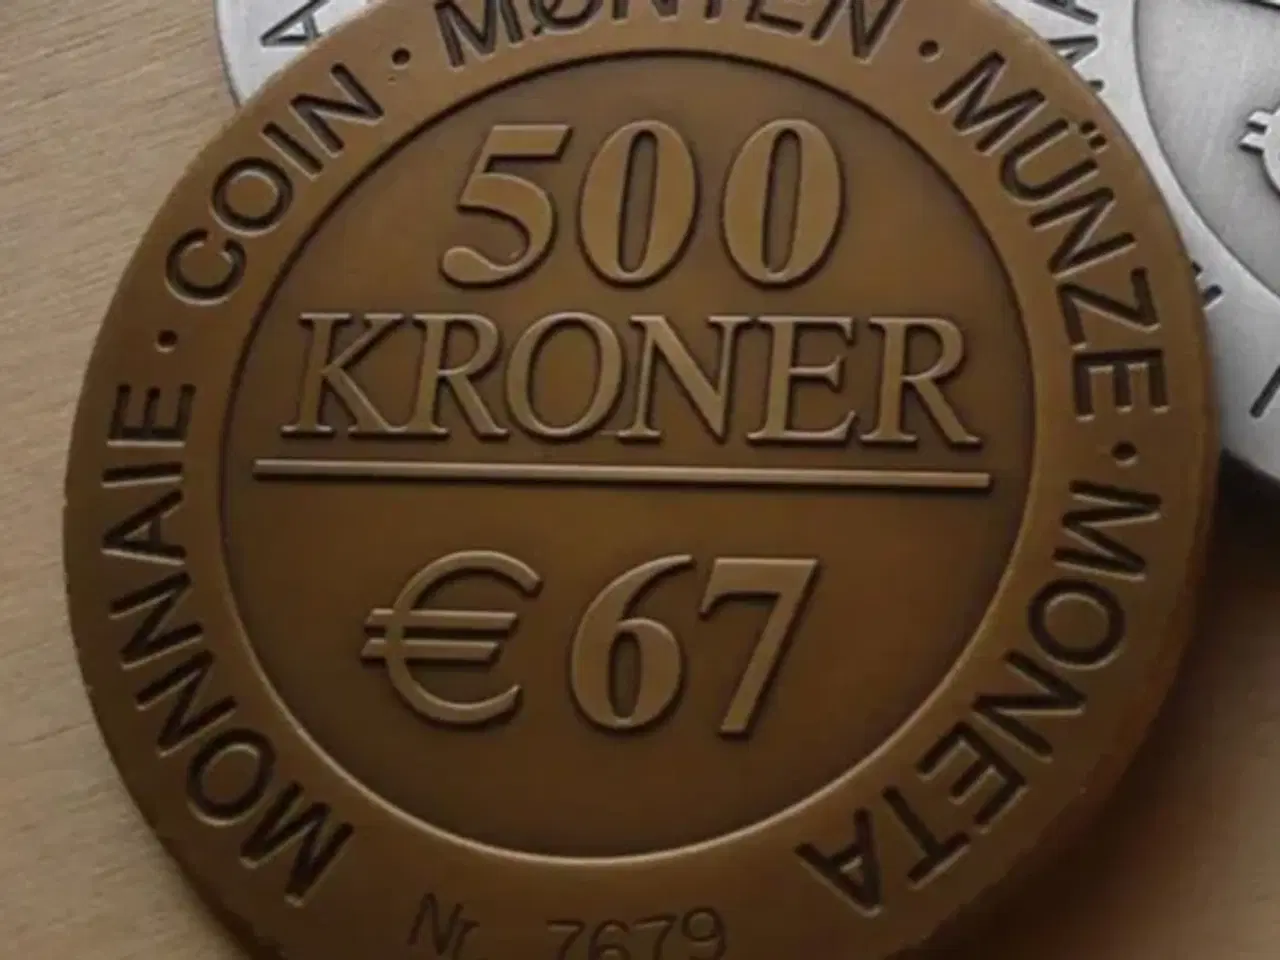 MONNAIE · COIN · MØNTEN · MÜNZE · MONETA
500
KRONER
€ 67
Nr 7679